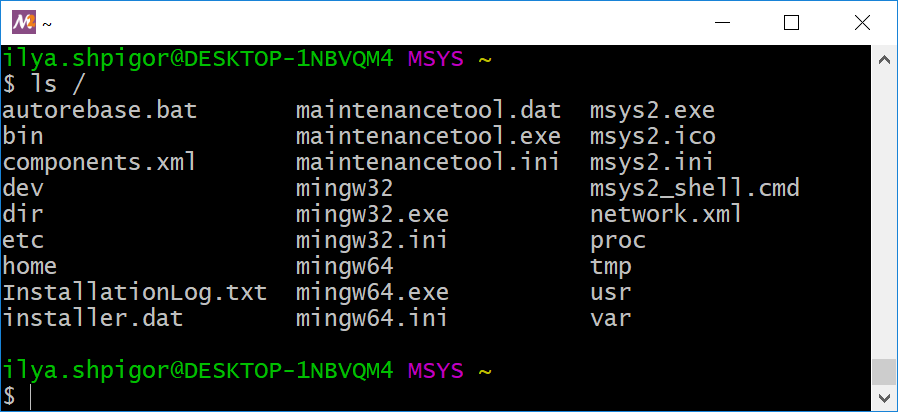 ~
ilya.shpigor@DESKTOP-1NBVQM4 MSYS ~
$ ls /
autorebase.bat maintenancetool.dat msys2.exe
bin maintenancetool.exe msys2.ico
components.xml maintenancetool.ini msys2.ini
dev mingw32 msys2_shell.cmd
dir mingw32.exe network.xml
etc mingw32.ini proc
home mingw64 tmp
InstallationLog.txt mingw64.exe usr
installer.dat mingw64.ini var
ilya.shpigor@DESKTOP-1NBVQM4 MSYS ~
$